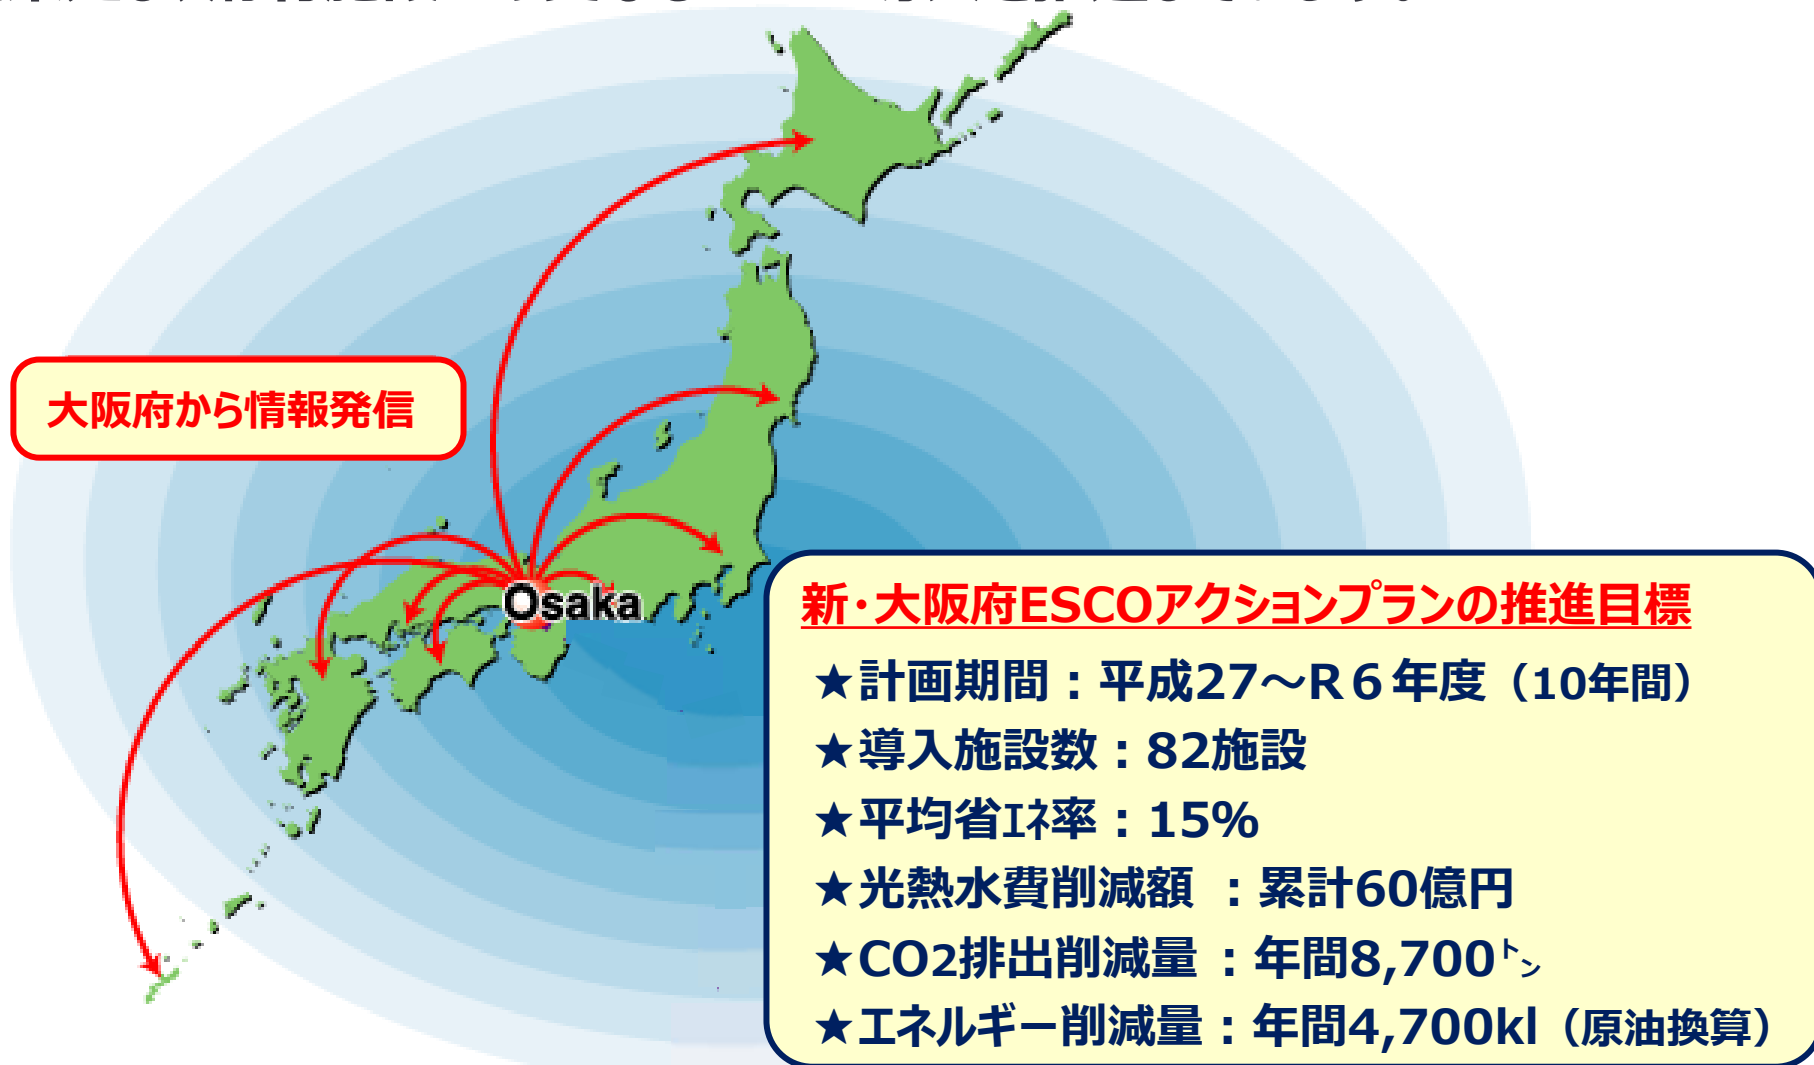 大阪府から情報発信
Osaka
新・大阪府ESCOアクションプランの推進目標
★計画期間：平成27～R６年度（10年間）
★導入施設数：82施設
★平均省ｴﾈ率：15%
★光熱水費削減額 ：累計60億円
★CO2排出削減量 ：年間8,700㌧
★エネルギー削減量：年間4,700kl（原油換算）